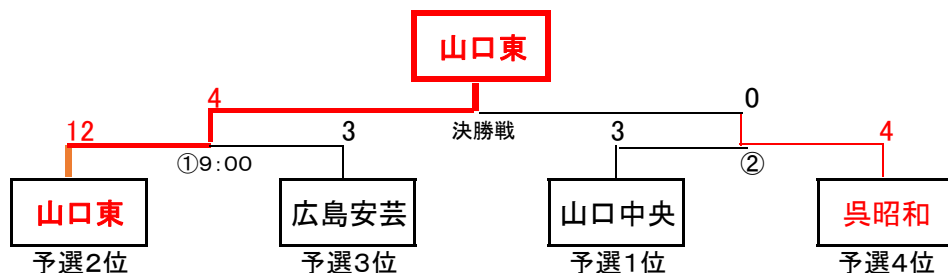 山口東
4
0
12
3
決勝戦
3
4
①9:00
②
山口東
広島安芸
山口中央
呉昭和
予選2位
予選3位
予選1位
予選4位